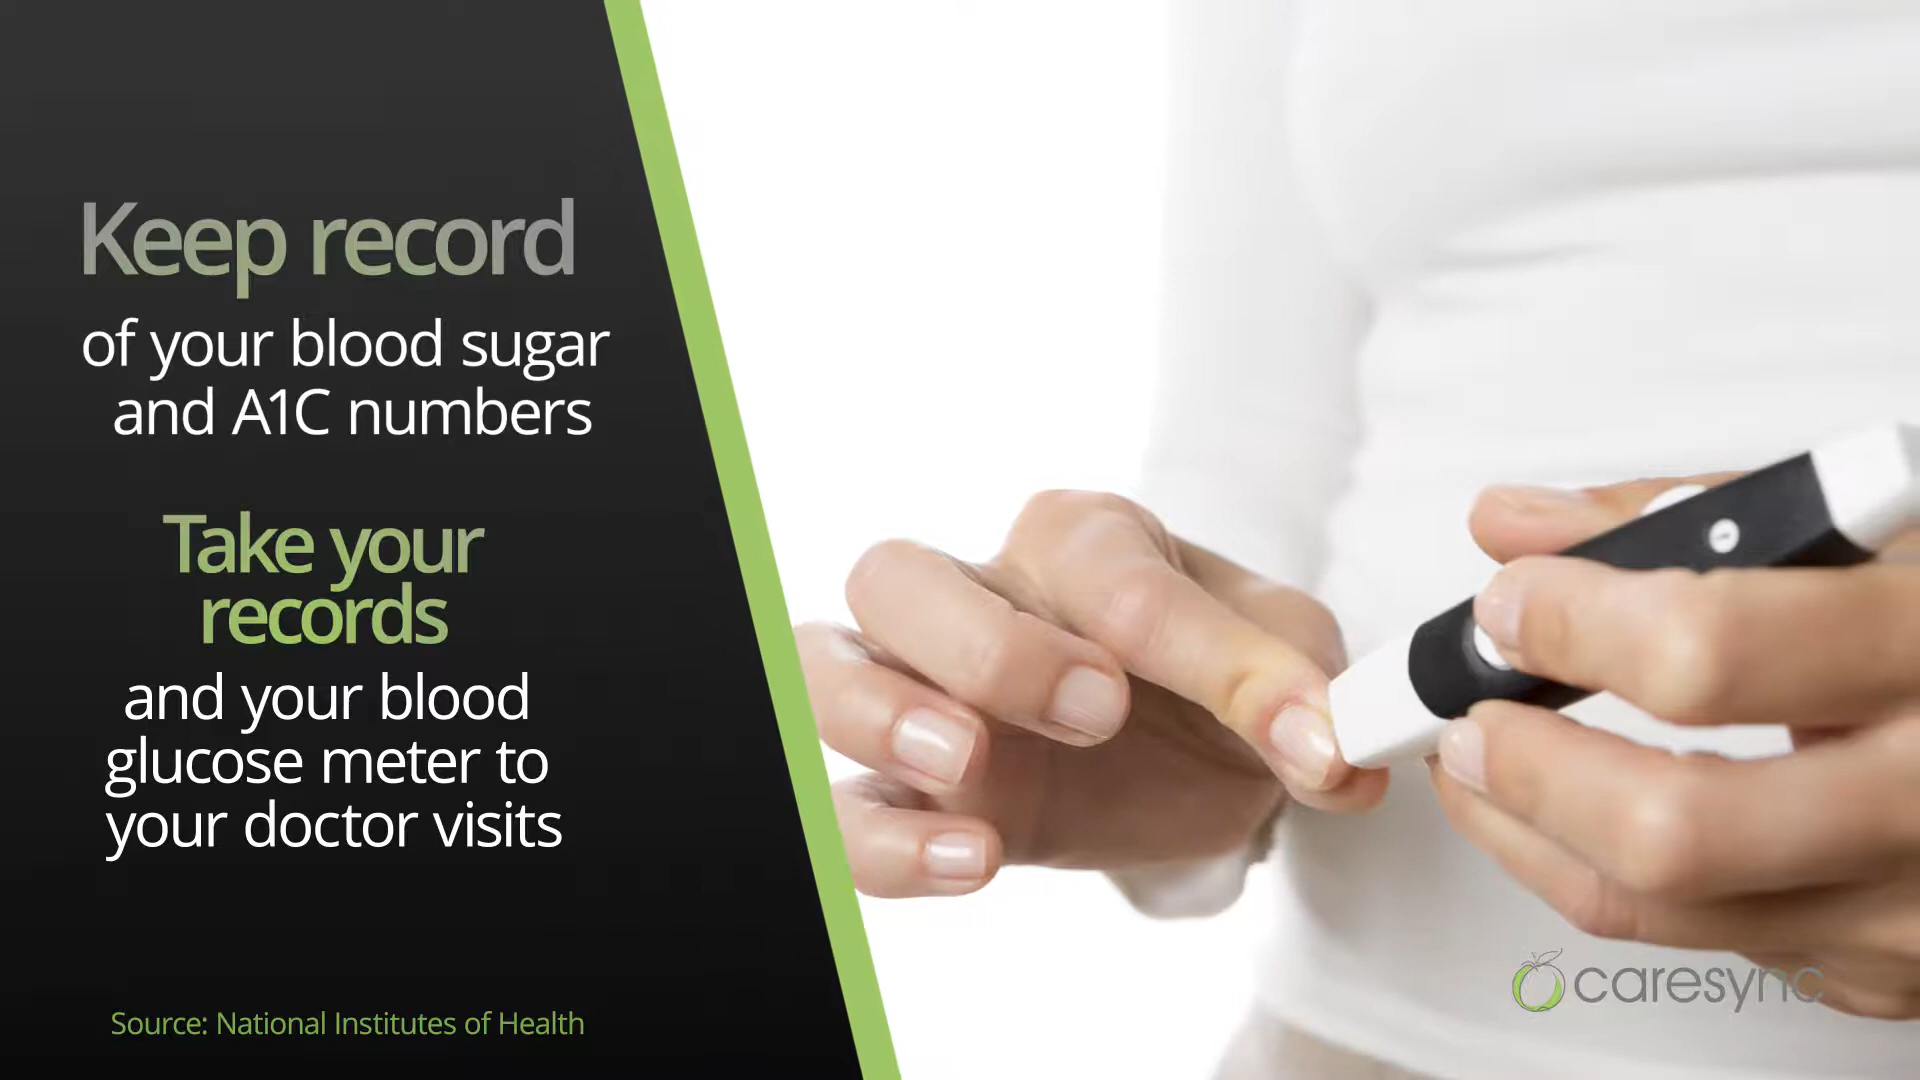 Keep record
of your blood sugar
and A1C numbers
Take your
records
and your blood
glucose meter to
your doctor visits
Source: National Institutes of Health
caresync